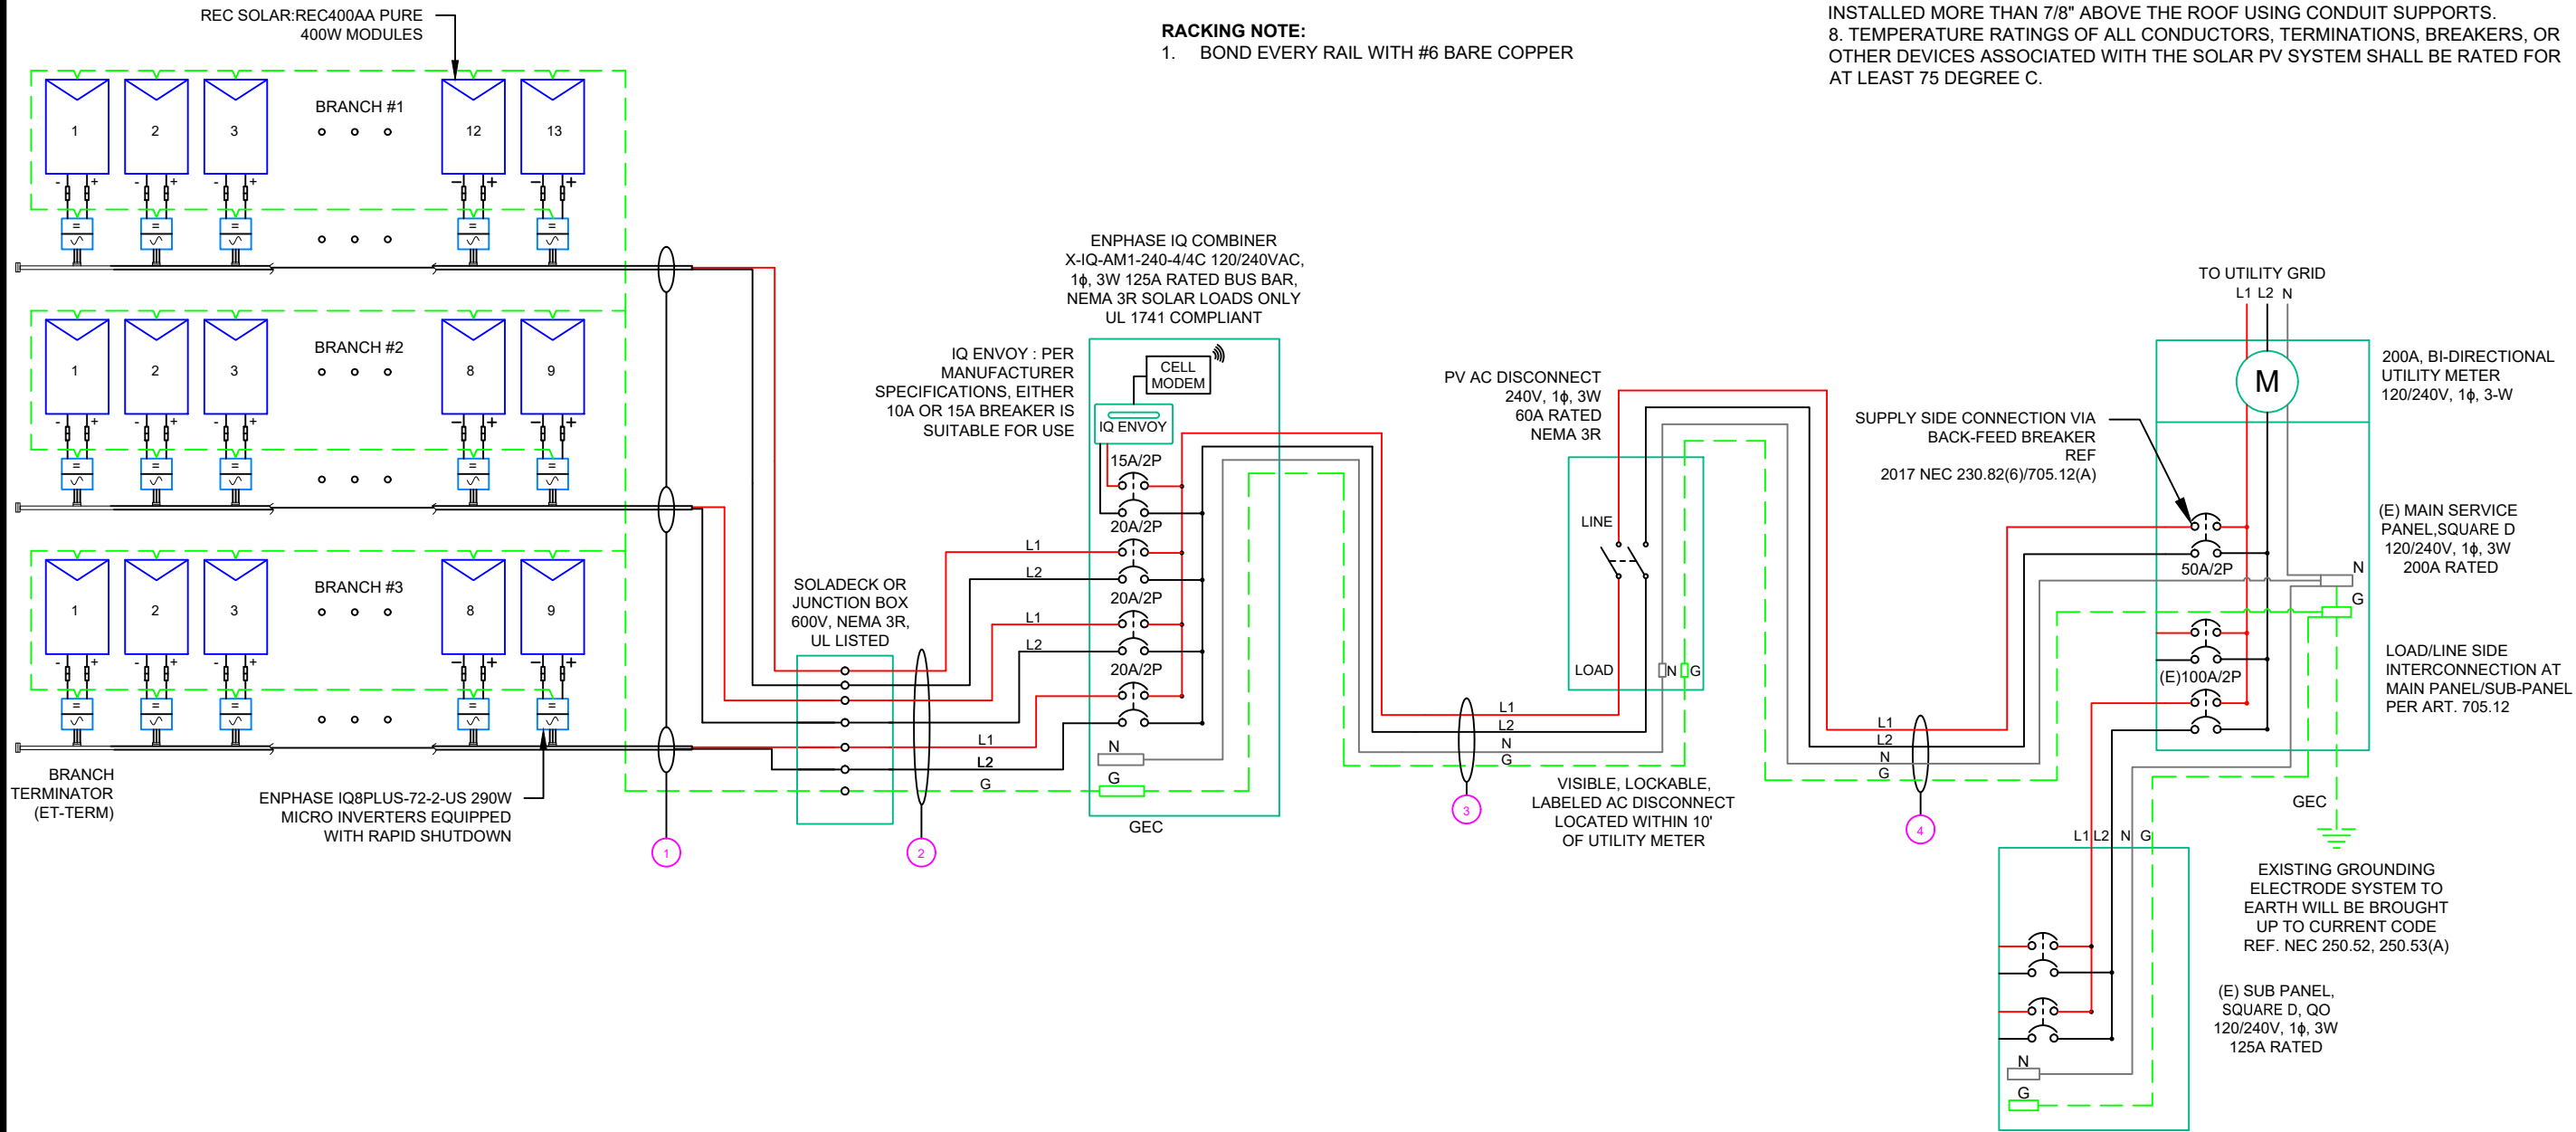 REC SOLAR:REC400AA PURE
400W MODULES
RACKING NOTE:
1. BOND EVERY RAIL WITH #6 BARE COPPER
INSTALLED MORE THAN 7/8" ABOVE THE ROOF USING CONDUIT SUPPORTS.
8. TEMPERATURE RATINGS OF ALL CONDUCTORS, TERMINATIONS, BREAKERS, OR
OTHER DEVICES ASSOCIATED WITH THE SOLAR PV SYSTEM SHALL BE RATED FOR
AT LEAST 75 DEGREE C.
BRANCH #1
1 2 3 12 13
- + - + - + - + - +
BRANCH #2
1 2 3 8 9
- + - + - + - + - +
BRANCH #3
1 2 3 8 9
- + - + - + - + - +
BRANCH
TERMINATOR
(ET-TERM)
ENPHASE IQ8PLUS-72-2-US 290W
MICRO INVERTERS EQUIPPED
WITH RAPID SHUTDOWN
1
SOLADECK OR
JUNCTION BOX
600V, NEMA 3R,
UL LISTED
2
L1
L2
L1
L2
L1
L2
G
ENPHASE IQ COMBINER
X-IQ-AM1-240-4/4C 120/240VAC,
1ϕ, 3W 125A RATED BUS BAR,
NEMA 3R SOLAR LOADS ONLY
UL 1741 COMPLIANT
IQ ENVOY : PER
MANUFACTURER
SPECIFICATIONS, EITHER
10A OR 15A BREAKER IS
SUITABLE FOR USE
CELL
MODEM
IQ ENVOY
15A/2P
20A/2P
20A/2P
20A/2P
N
G
GEC
L1
L2
N
G
3
PV AC DISCONNECT
240V, 1ϕ, 3W
60A RATED
NEMA 3R
LINE
LOAD
N G
VISIBLE, LOCKABLE,
LABELED AC DISCONNECT
LOCATED WITHIN 10'
OF UTILITY METER
L1
L2
N
G
4
SUPPLY SIDE CONNECTION VIA
BACK-FEED BREAKER
REF
2017 NEC 230.82(6)/705.12(A)
TO UTILITY GRID
L1 L2 N
M
200A, BI-DIRECTIONAL
UTILITY METER
120/240V, 1ϕ, 3-W
50A/2P
(E) MAIN SERVICE
PANEL,SQUARE D
120/240V, 1ϕ, 3W
200A RATED
N
G
(E)100A/2P
LOAD/LINE SIDE
INTERCONNECTION AT
MAIN PANEL/SUB-PANEL
PER ART. 705.12
GEC
L1 L2 N G
EXISTING GROUNDING
ELECTRODE SYSTEM TO
EARTH WILL BE BROUGHT
UP TO CURRENT CODE
REF. NEC 250.52, 250.53(A)
(E) SUB PANEL,
SQUARE D, QO
120/240V, 1ϕ, 3W
125A RATED
N
G